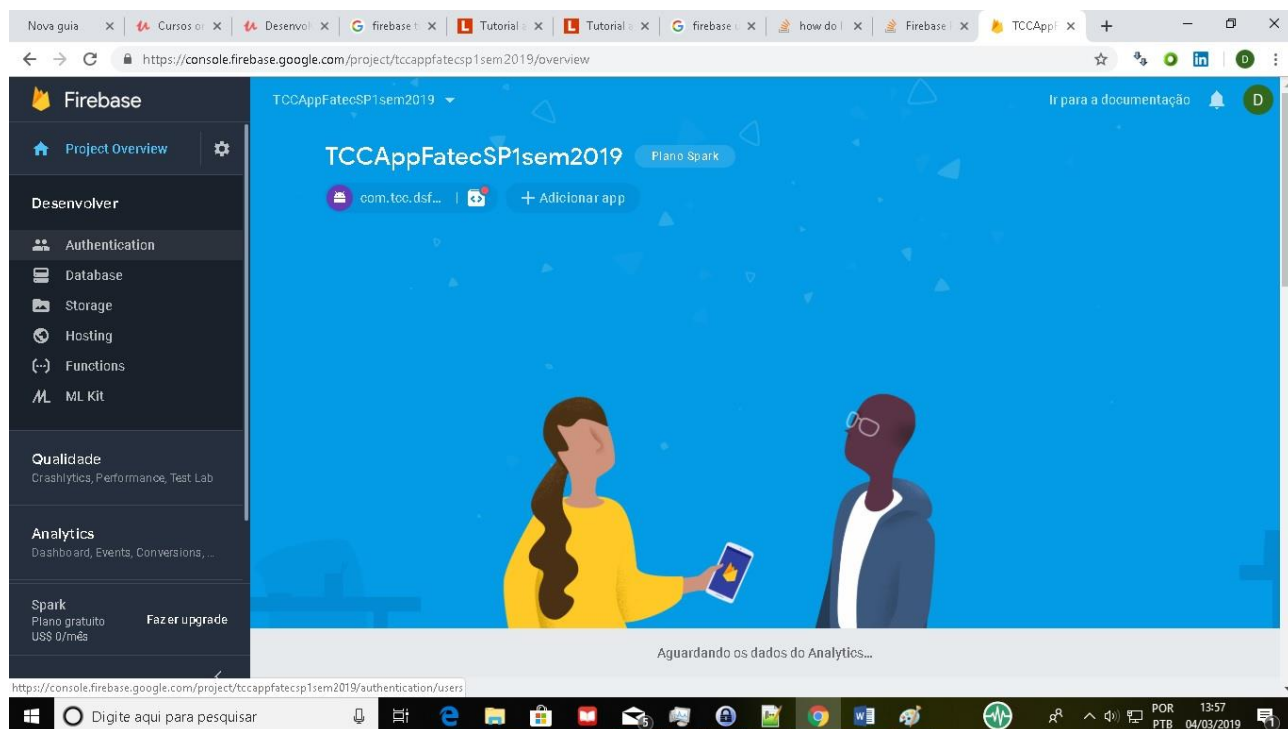 Nova guia
Cursos o
Desenvol
firebase t
Tutorial
Tutorial
firebase
how do I
Firebase
TCCAppF
https://console.firebase.google.com/project/tccappfatecsp1sem2019/overview
Firebase
TCCAppFatecSP1sem2019
Ir para a documentação
D
Project Overview
TCCAppFatecSP1sem2019
Plano Spark
com.tcc.dsf...
+ Adicionar app
Desenvolver
Authentication
Database
Storage
Hosting
Functions
ML Kit
Qualidade
Crashlytics, Performance, Test Lab
Analytics
Dashboard, Events, Conversions, ...
Spark
Plano gratuito
US$ 0/mês
Fazer upgrade
Aguardando os dados do Analytics...
https://console.firebase.google.com/project/tccappfatecsp1sem2019/authentication/users
Digite aqui para pesquisar
POR
PTB
13:57
04/03/2019